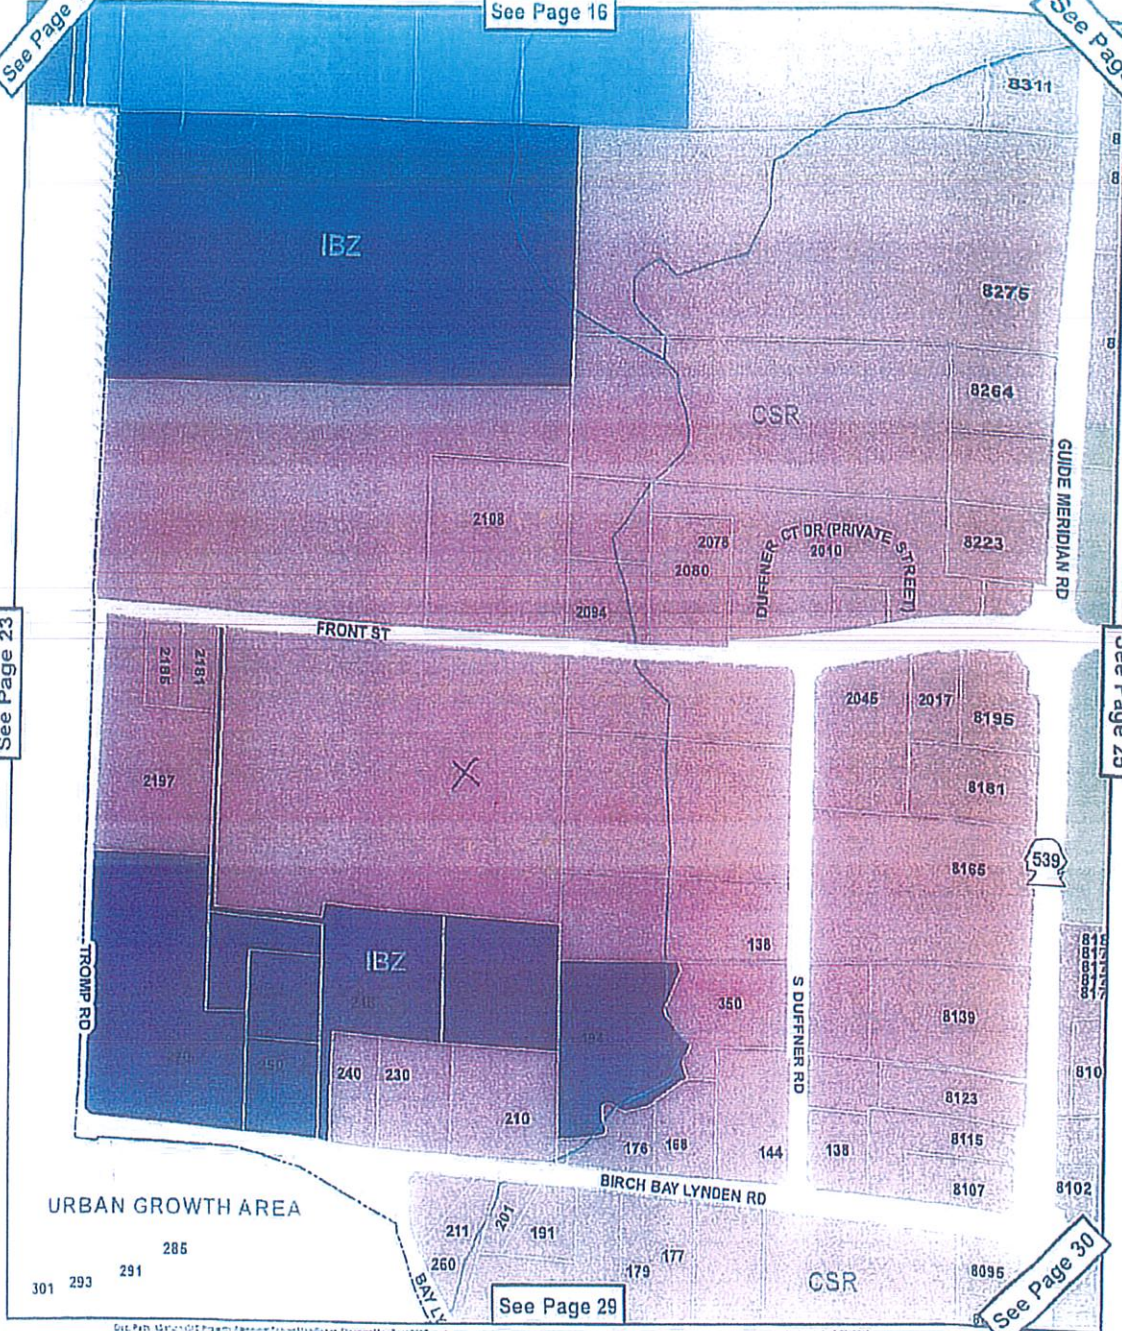 See Page 16
See Page
See Page
8311
IBZ
8275
8264
CSR
GUIDE MERIDIAN RD
2108
2078
DUFFNER CT DR (PRIVATE STREET)
2010
8223
2080
2094
FRONT ST
See Page 23
See Page 25
2186
2181
2045
2017
8195
2197
X
8181
8165
539
138
IBZ
TROMP RD
S DUFFNER RD
350
8139
240
230
8123
210
176
168
144
138
8115
8107
8102
810
BIRCH BAY LYNDEN RD
URBAN GROWTH AREA
211
201
191
285
177
260
179
291
293
301
CSR
8095
BAY LY
See Page 29
See Page 30